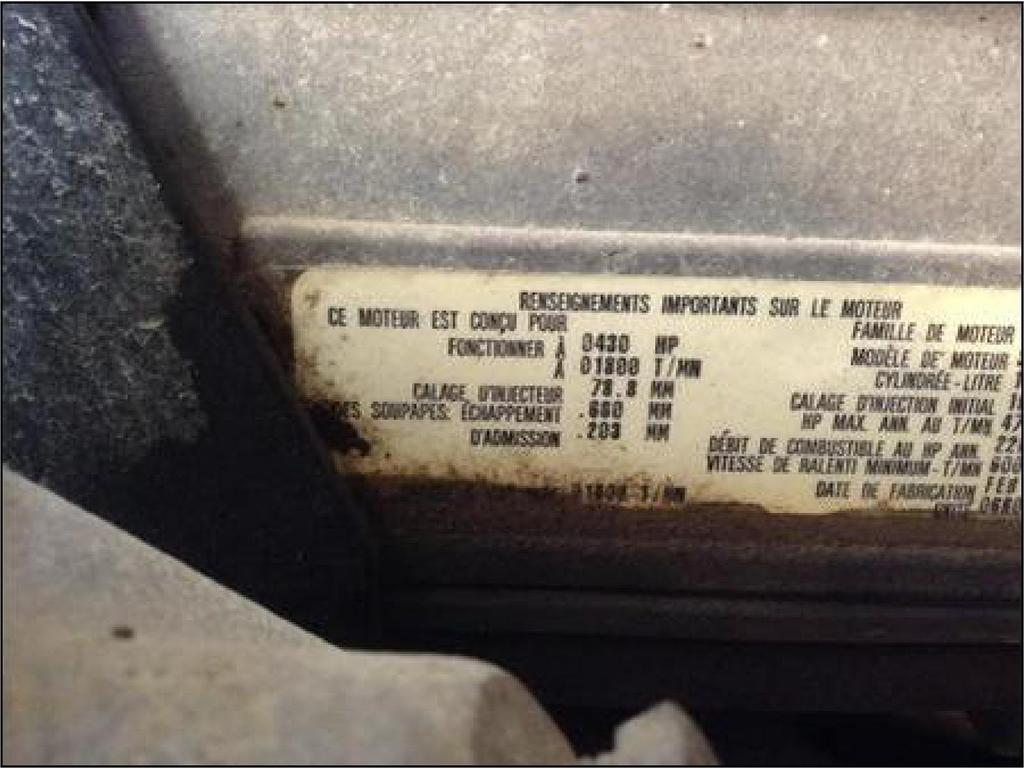 RENSEIGNEMENTS IMPORTANTS SUR LE MOTEUR
CE MOTEUR EST CONÇU POUR
FONCTIONNER À 0430 HP
À 01800 T/MN
CALAGE D'INJECTEUR 78.8 MM
DES SOUPAPES: ÉCHAPPEMENT .660 MM
D'ADMISSION .203 MM
01800 T/MN
FAMILLE DE MOTEUR
MODÈLE DE MOTEUR
CYLINDRÉE-LITRE
CALAGE D'INJECTION INITIAL
HP MAX. ANN. AU T/MN
DÉBIT DE COMBUSTIBLE AU HP ANN.
VITESSE DE RALENTI MINIMUM-T/MN 600
DATE DE FABRICATION FEB